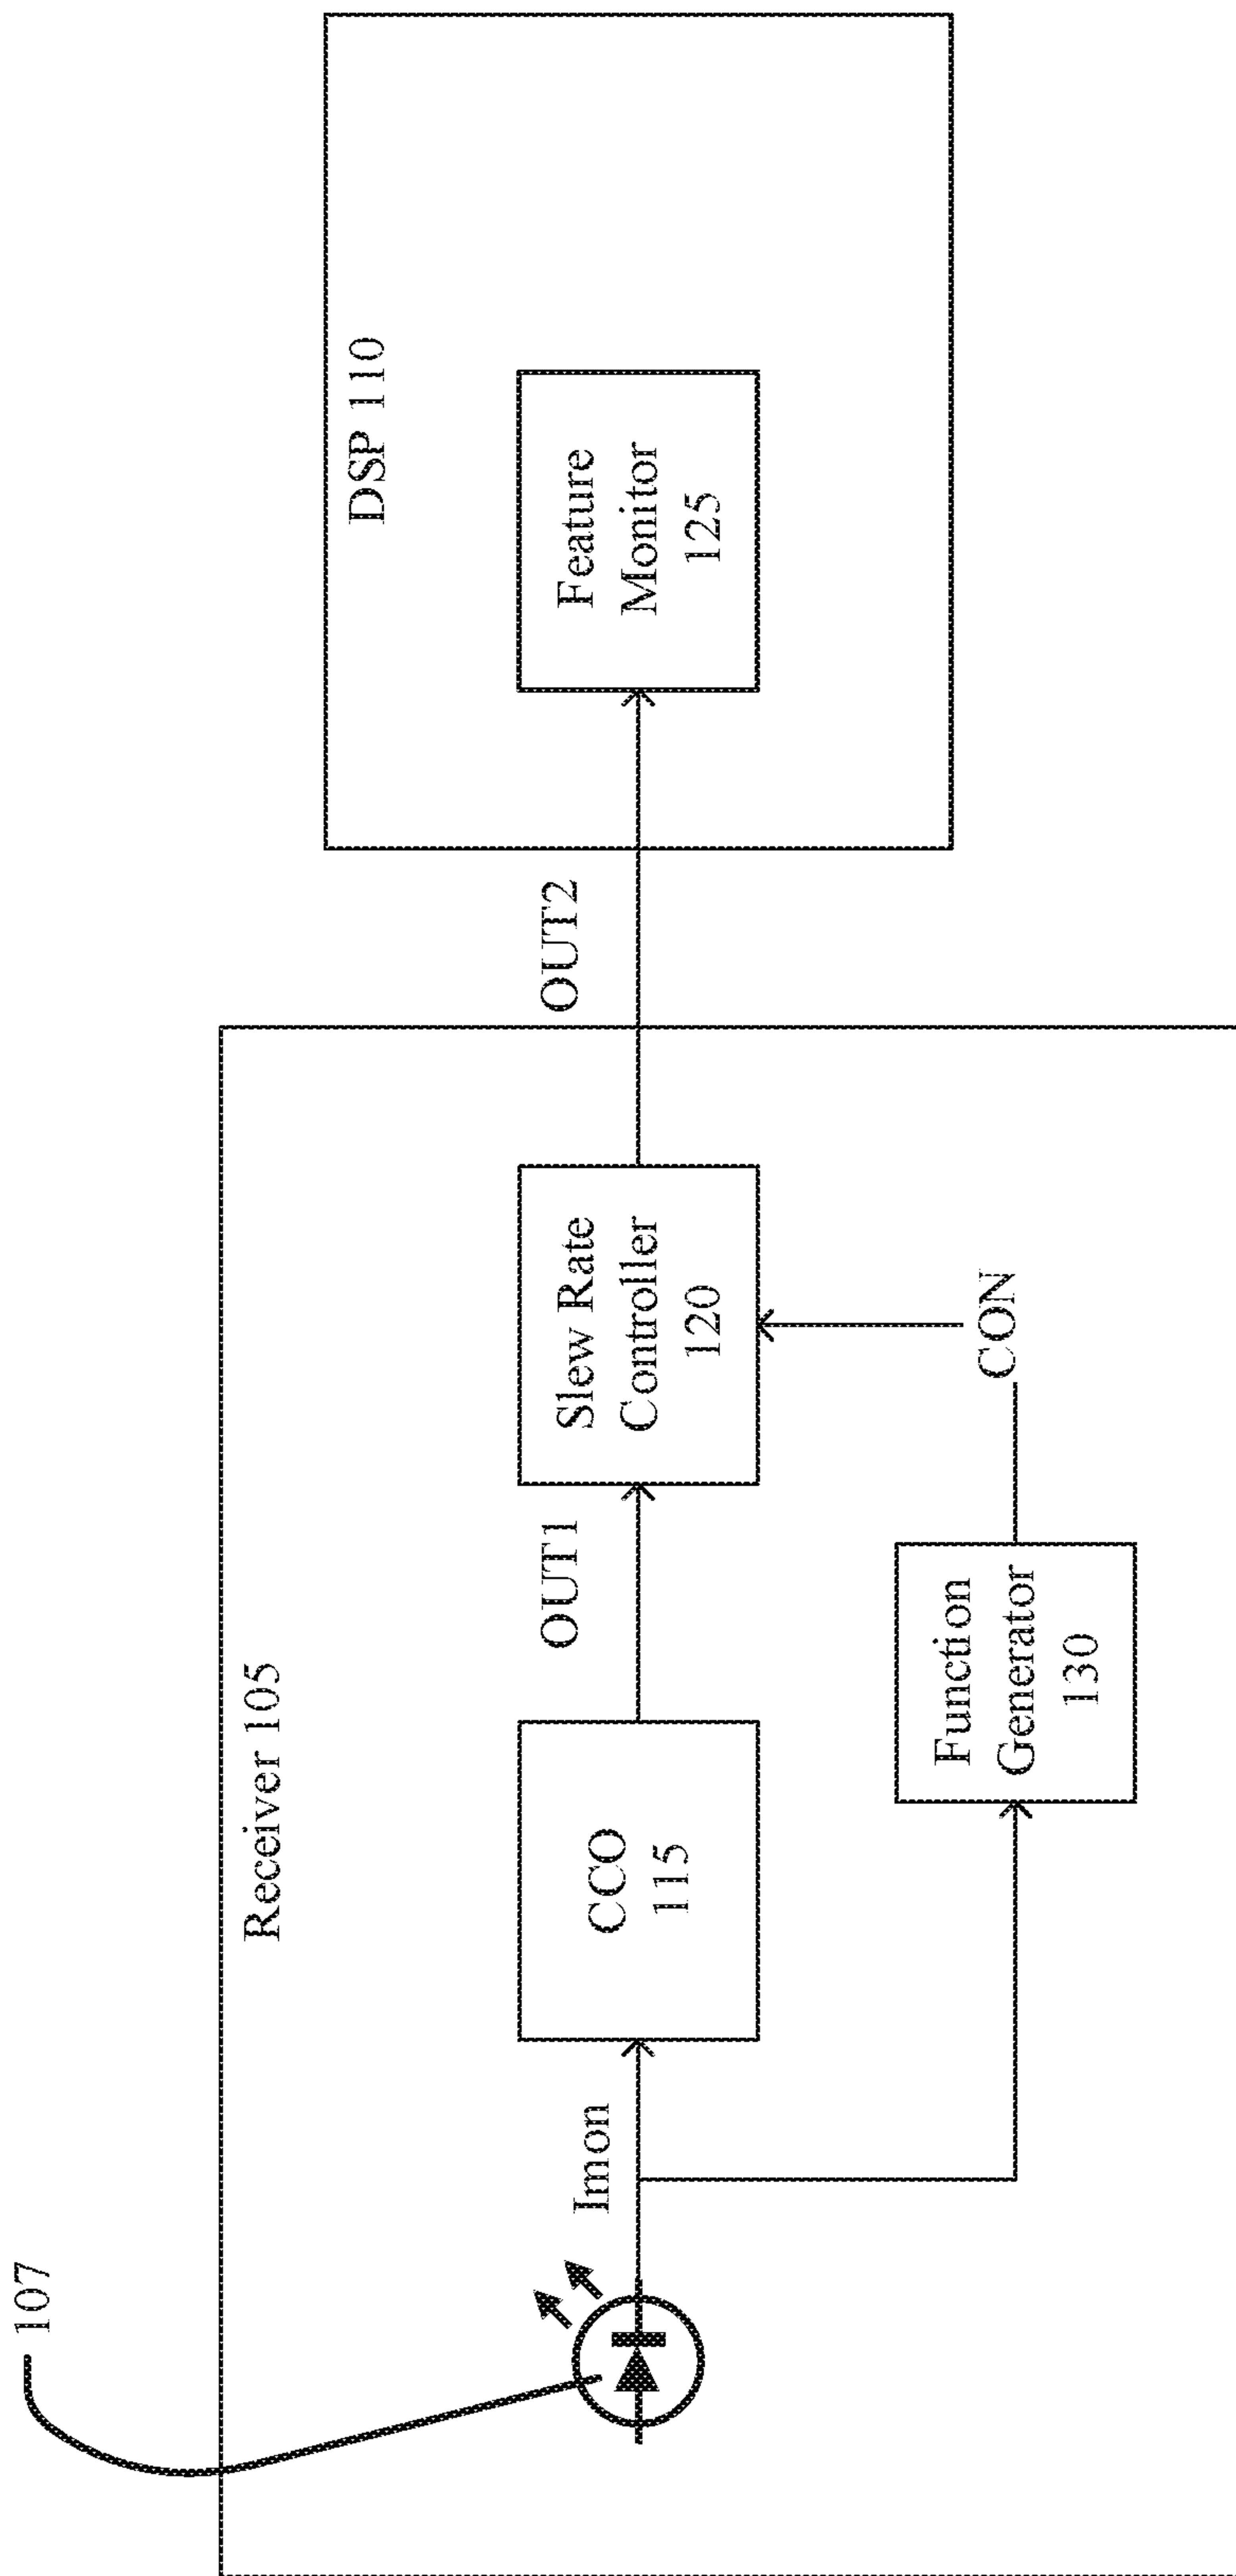 107
Receiver 105
Imon
CCO
115
OUT1
Slew Rate
Controller
120
OUT2
Function
Generator
130
CON
DSP 110
Feature
Monitor
125